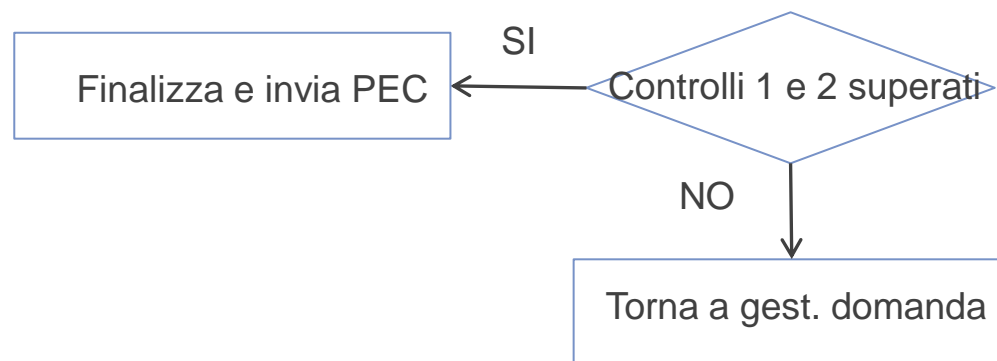 SI
Finalizza e invia PEC
Controlli 1 e 2 superati
NO
Torna a gest. domanda